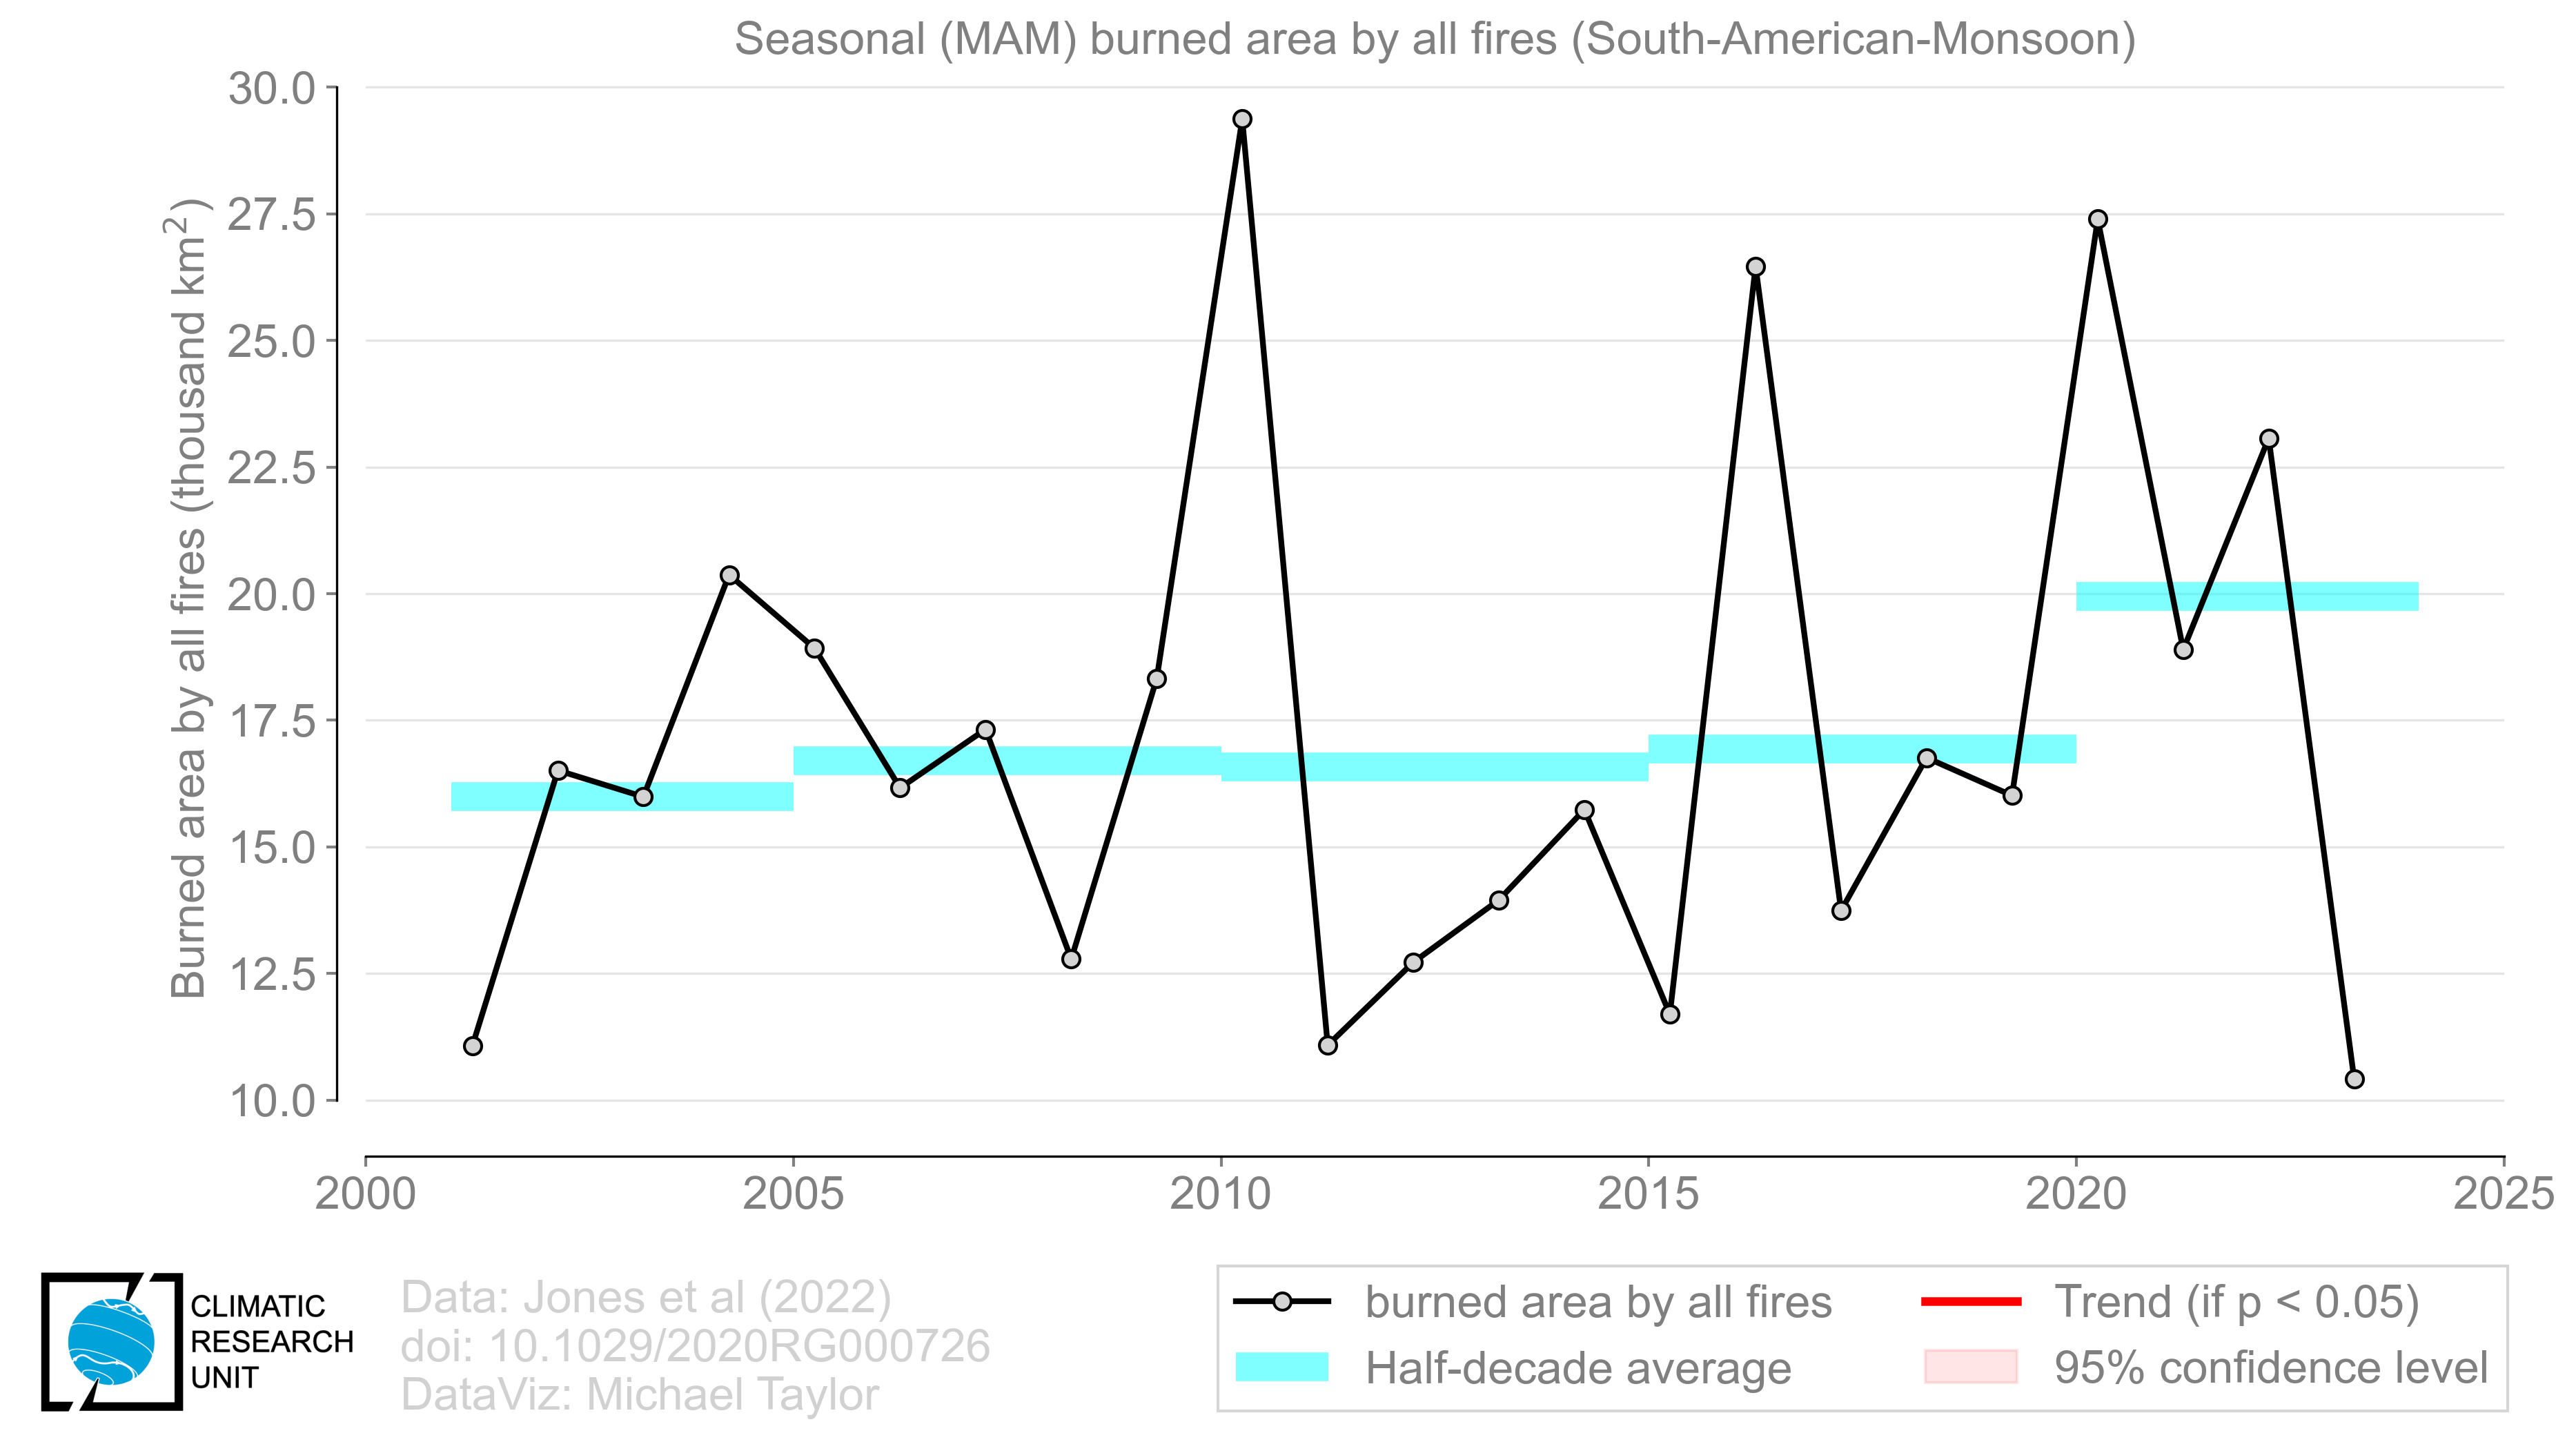 Seasonal (MAM) burned area by all fires (South-American-Monsoon)
Burned area by all fires (thousand km²)
30.0
27.5
25.0
22.5
20.0
17.5
15.0
12.5
10.0
2000 2005 2010 2015 2020 2025
CLIMATIC
RESEARCH
UNIT
Data: Jones et al (2022)
doi: 10.1029/2020RG000726
DataViz: Michael Taylor
burned area by all fires
Half-decade average
Trend (if p < 0.05)
95% confidence level